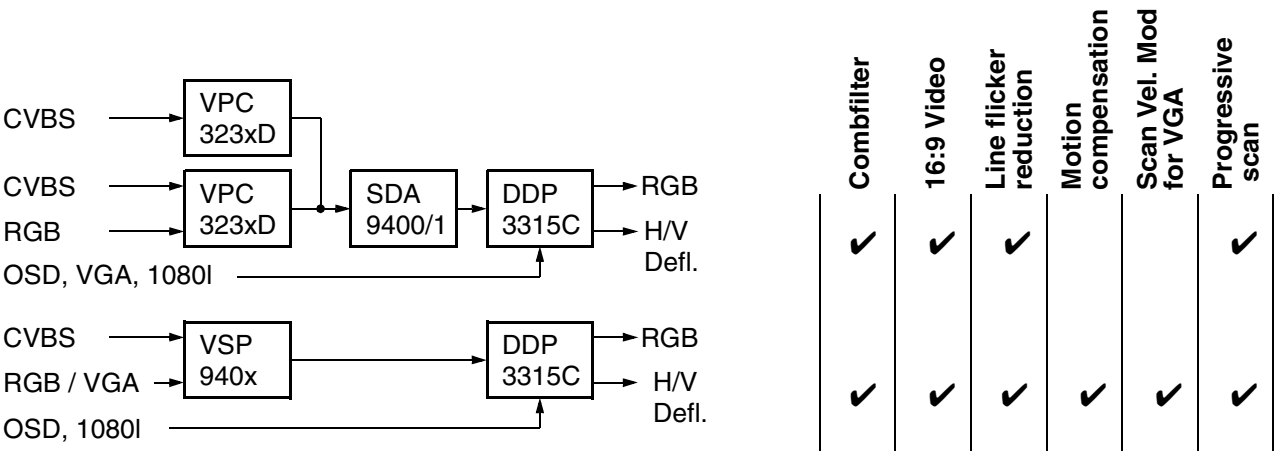 CVBS
VPC
323xD
CVBS
RGB
VPC
323xD
SDA
9400/1
DDP
3315C
RGB
H/V
Defl.
OSD, VGA, 1080I
CVBS
RGB / VGA
VSP
940x
DDP
3315C
RGB
H/V
Defl.
OSD, 1080I
Combfilter
16:9 Video
Line flicker
reduction
Motion
compensation
Scan Vel. Mod
for VGA
Progressive
scan
✔ ✔ ✔ ✔
✔ ✔ ✔ ✔ ✔ ✔